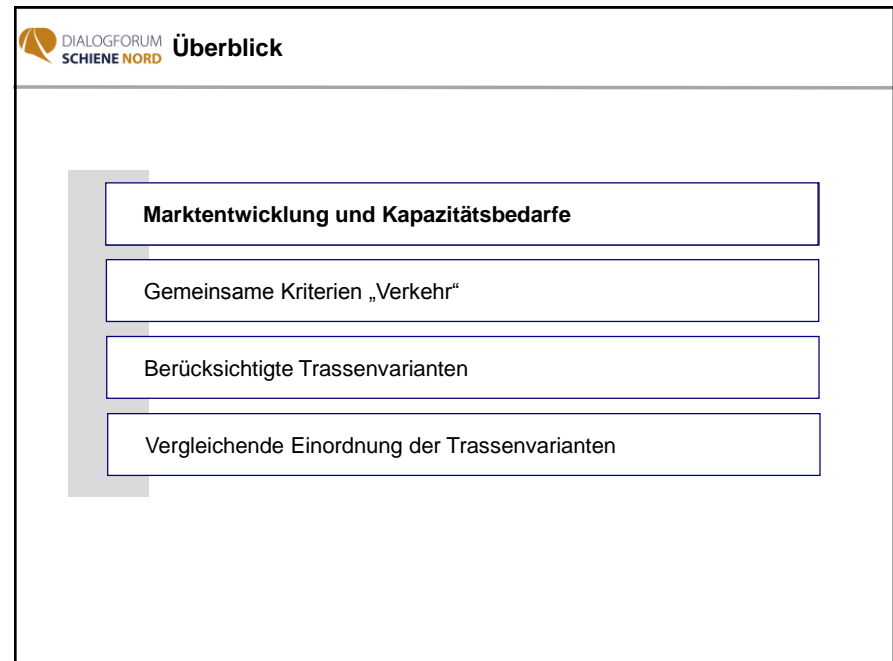 DIALOGFORUM
SCHIENE NORD
Überblick
Marktentwicklung und Kapazitätsbedarfe
Gemeinsame Kriterien „Verkehr“
Berücksichtigte Trassenvarianten
Vergleichende Einordnung der Trassenvarianten